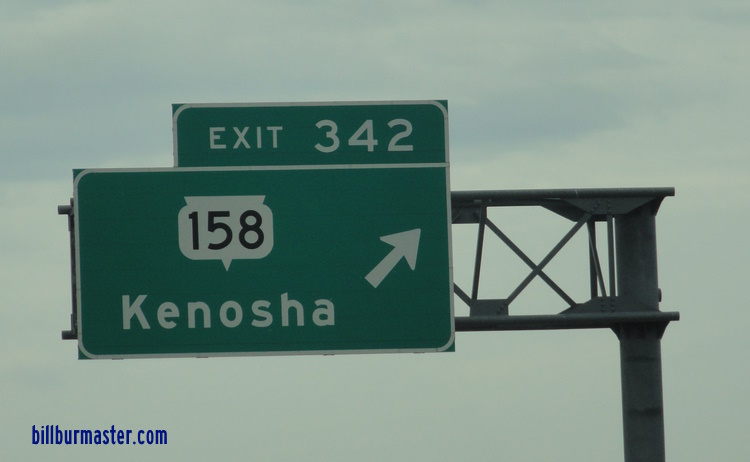 EXIT 342
158
Kenosha
billburmaster.com